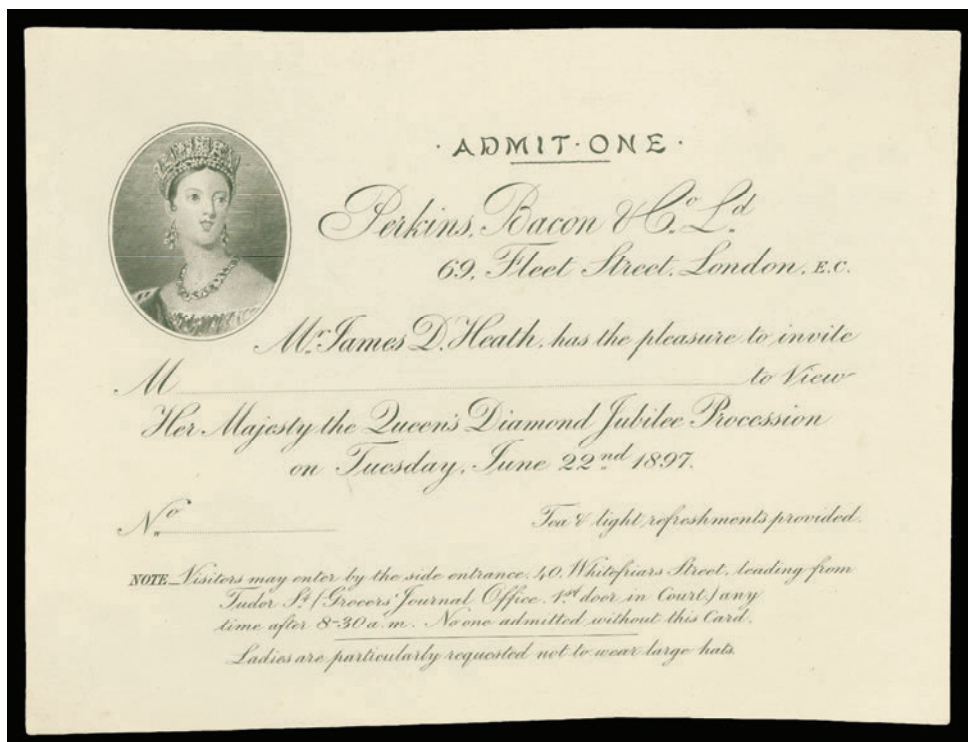 · ADMIT · ONE ·
Perkins, Bacon & Co. Ld.
69, Fleet Street, London, E.C.
Mr. James D. Heath, has the pleasure to invite
M to View
Her Majesty the Queen's Diamond Jubilee Procession
on Tuesday, June 22nd 1897.
No. Tea & light refreshments provided.
NOTE_Visitors may enter by the side entrance, 40, Whitefriars Street, leading from
Tudor St. (Grocers' Journal Office, 1st door in Court) any
time after 8-30 a.m. No one admitted without this Card.
Ladies are particularly requested not to wear large hats.